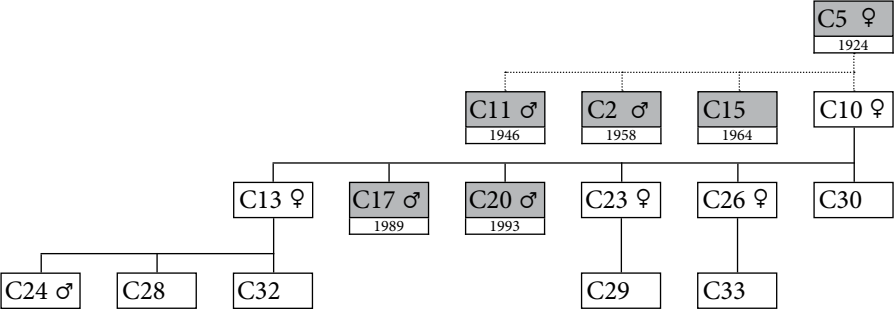 C5 ♀
1924
C11 ♂ C2 ♂ C15 C10 ♀
1946 1958 1964
C13 ♀ C17 ♂ C20 ♂ C23 ♀ C26 ♀ C30
1989 1993
C24 ♂ C28 C32 C29 C33